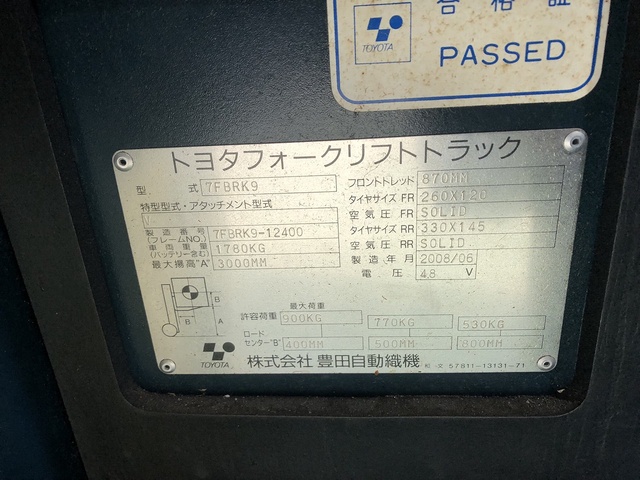 合格証
TOYOTA
PASSED
トヨタフォークリフトトラック
型 式 7FBRK9
特型型式・アタッチメント型式
V
製造番号 (フレームNO.) 7FBRK9-12400
車両重量 (バッテリー含む) 1780KG
最大揚高"A" 3000MM
フロントトレッド 870MM
タイヤサイズ FR 260X120
空気圧 FR SOLID
タイヤサイズ RR 330X145
空気圧 RR SOLID
製造年月 2008/06
電圧 48 V
B
B A
最大荷重
許容荷重 900KG 770KG 530KG
ロードセンター"B" 400MM 500MM 800MM
TOYOTA 株式会社 豊田自動織機 和文 57811-13131-71